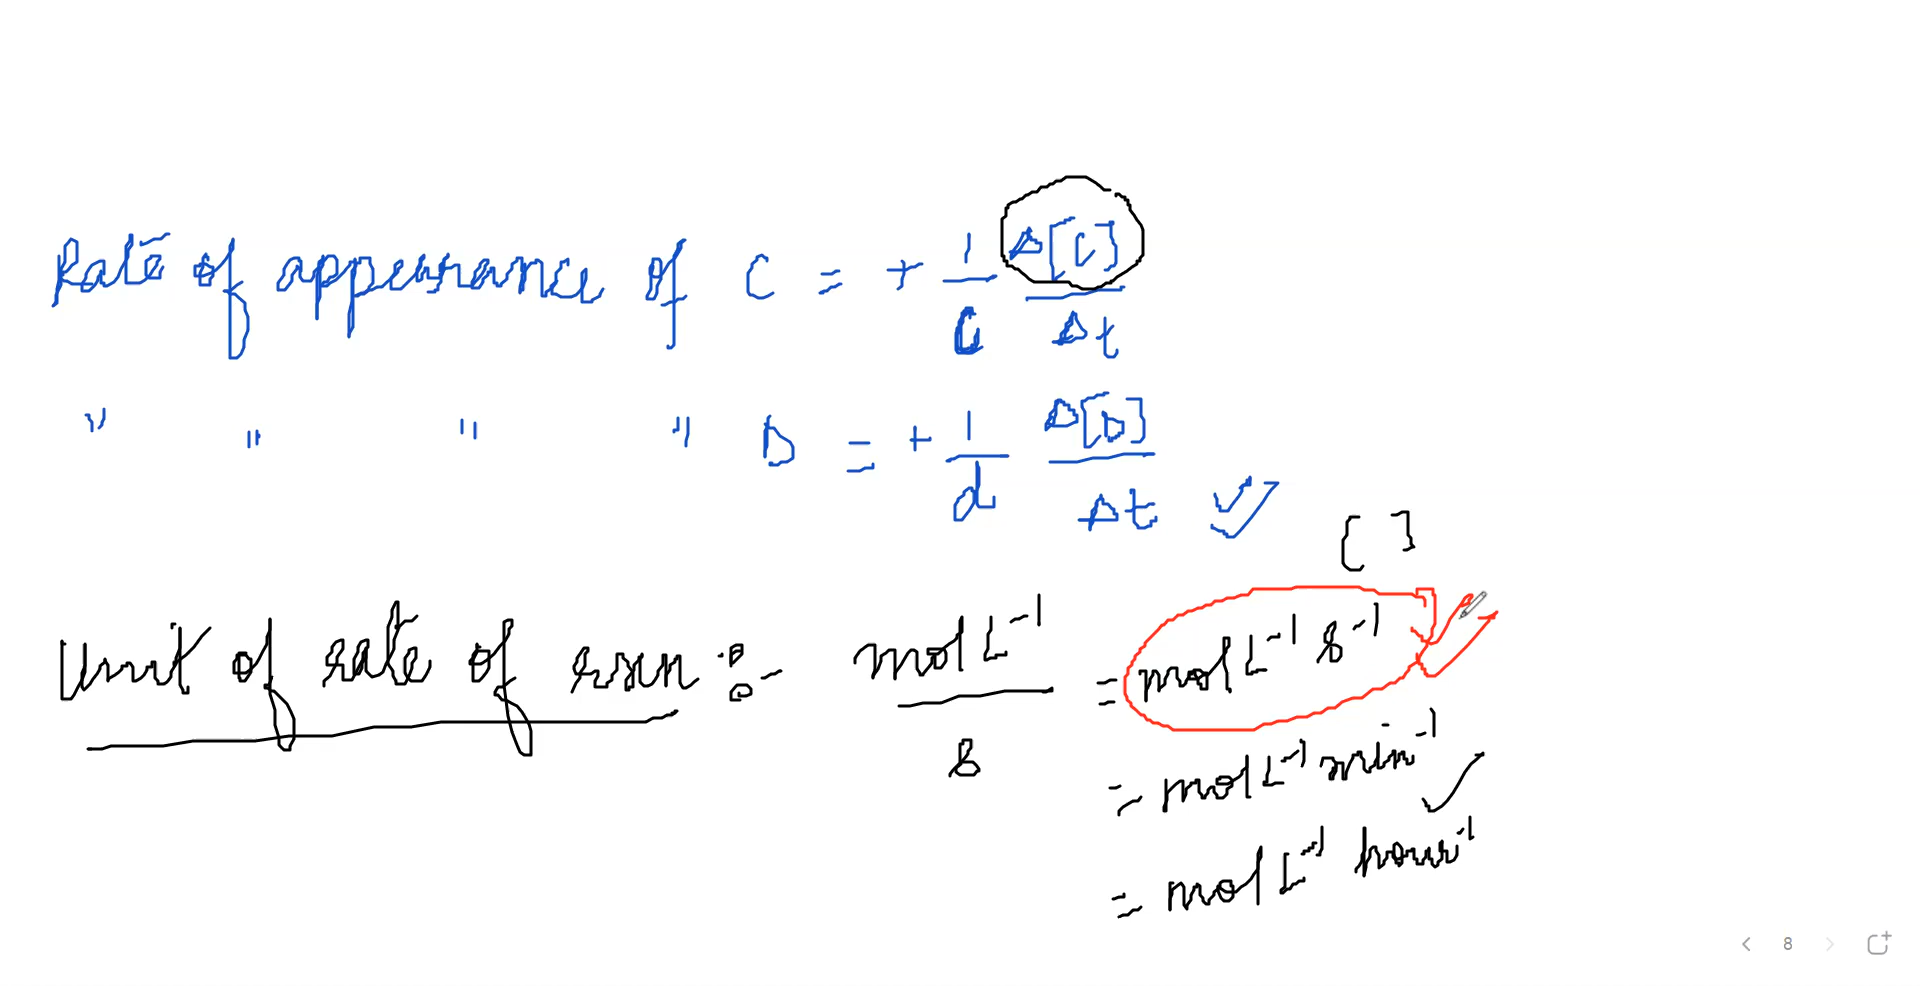 Rate of appearance of C = + 1/c Δ[C]/Δt
" " " " D = + 1/d Δ[D]/Δt
[ ]
Unit of rate of rxn :- mol L⁻¹/s = mol L⁻¹ s⁻¹
= mol L⁻¹ min⁻¹
= mol L⁻¹ hour⁻¹
8